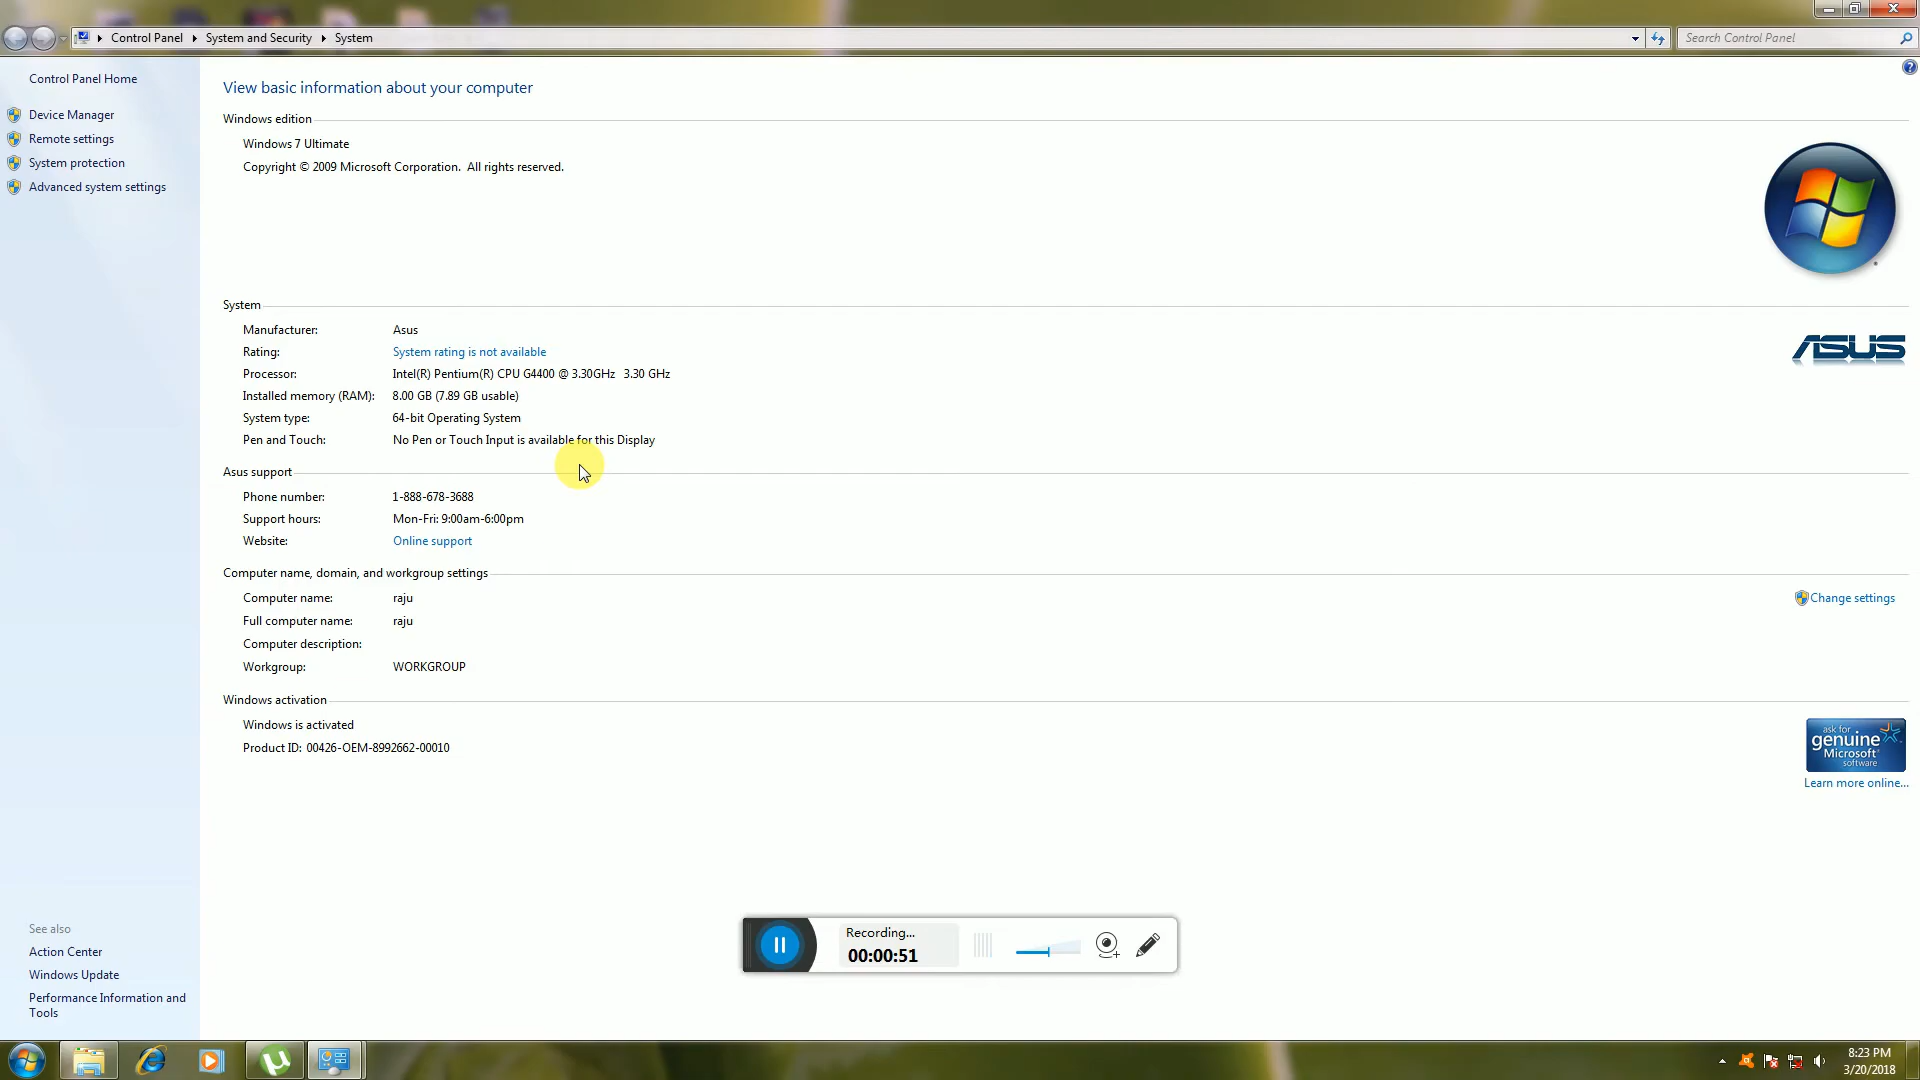 Control Panel
System and Security
System
Search Control Panel
Control Panel Home
Device Manager
Remote settings
System protection
Advanced system settings
View basic information about your computer
Windows edition
Windows 7 Ultimate
Copyright © 2009 Microsoft Corporation. All rights reserved.
System
Manufacturer: Asus
Rating: System rating is not available
Processor: Intel(R) Pentium(R) CPU G4400 @ 3.30GHz 3.30 GHz
Installed memory (RAM): 8.00 GB (7.89 GB usable)
System type: 64-bit Operating System
Pen and Touch: No Pen or Touch Input is available for this Display
ASUS
Asus support
Phone number: 1-888-678-3688
Support hours: Mon-Fri: 9:00am-6:00pm
Website: Online support
Computer name, domain, and workgroup settings
Computer name: raju
Change settings
Full computer name: raju
Computer description:
Workgroup: WORKGROUP
Windows activation
Windows is activated
Product ID: 00426-OEM-8992662-00010
ask for
genuine
Microsoft
software
Learn more online...
See also
Action Center
Windows Update
Performance Information and
Tools
Recording...
00:00:51
8:23 PM
3/20/2018